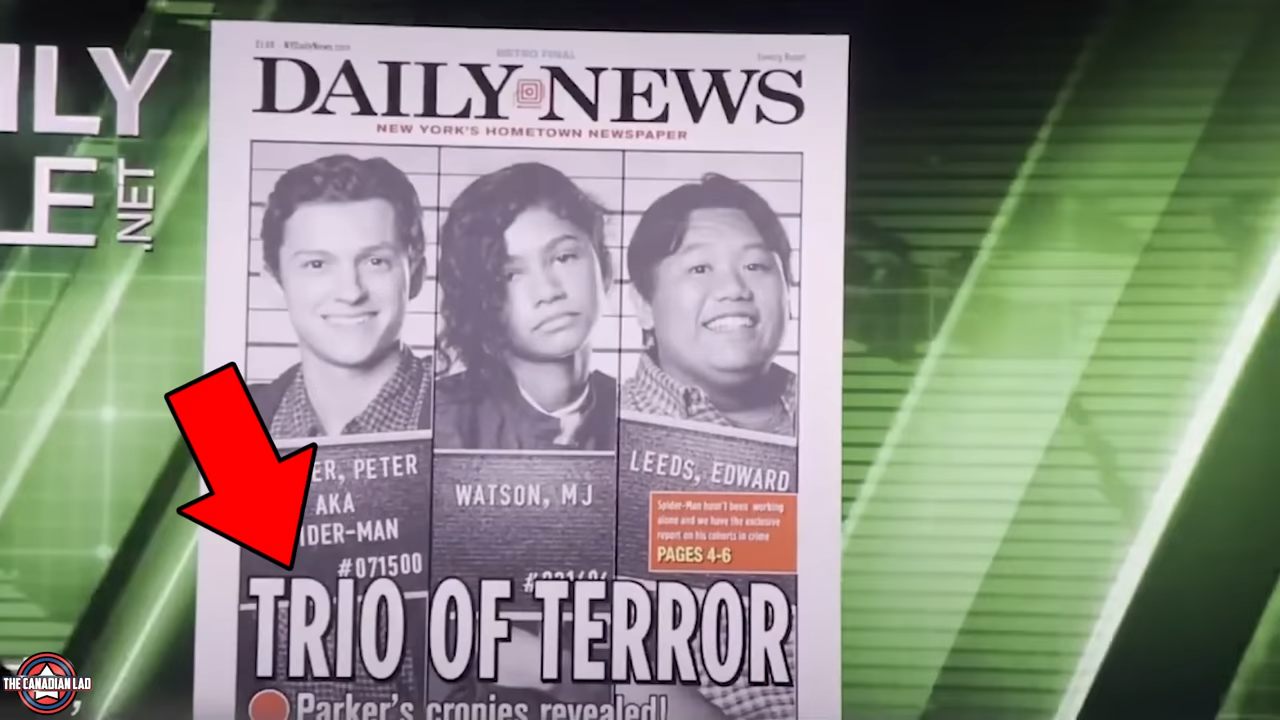 ILY
E
.NET
METRO FINAL
DAILY NEWS
NEW YORK'S HOMETOWN NEWSPAPER
ER, PETER
AKA
IDER-MAN
#071500
WATSON, MJ
LEEDS, EDWARD
Spider-Man hasn't been working
alone and we have the exclusive
report on his cohorts in crime
PAGES 4-6
TRIO OF TERROR
Parker's cronies revealed!
THE CANADIAN LAD